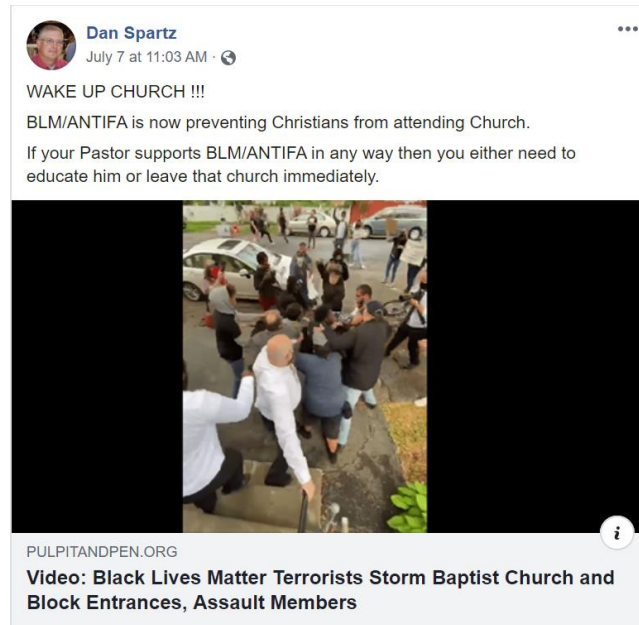 Dan Spartz
July 7 at 11:03 AM ·
WAKE UP CHURCH !!!
BLM/ANTIFA is now preventing Christians from attending Church.
If your Pastor supports BLM/ANTIFA in any way then you either need to
educate him or leave that church immediately.
i
PULPITANDPEN.ORG
Video: Black Lives Matter Terrorists Storm Baptist Church and
Block Entrances, Assault Members